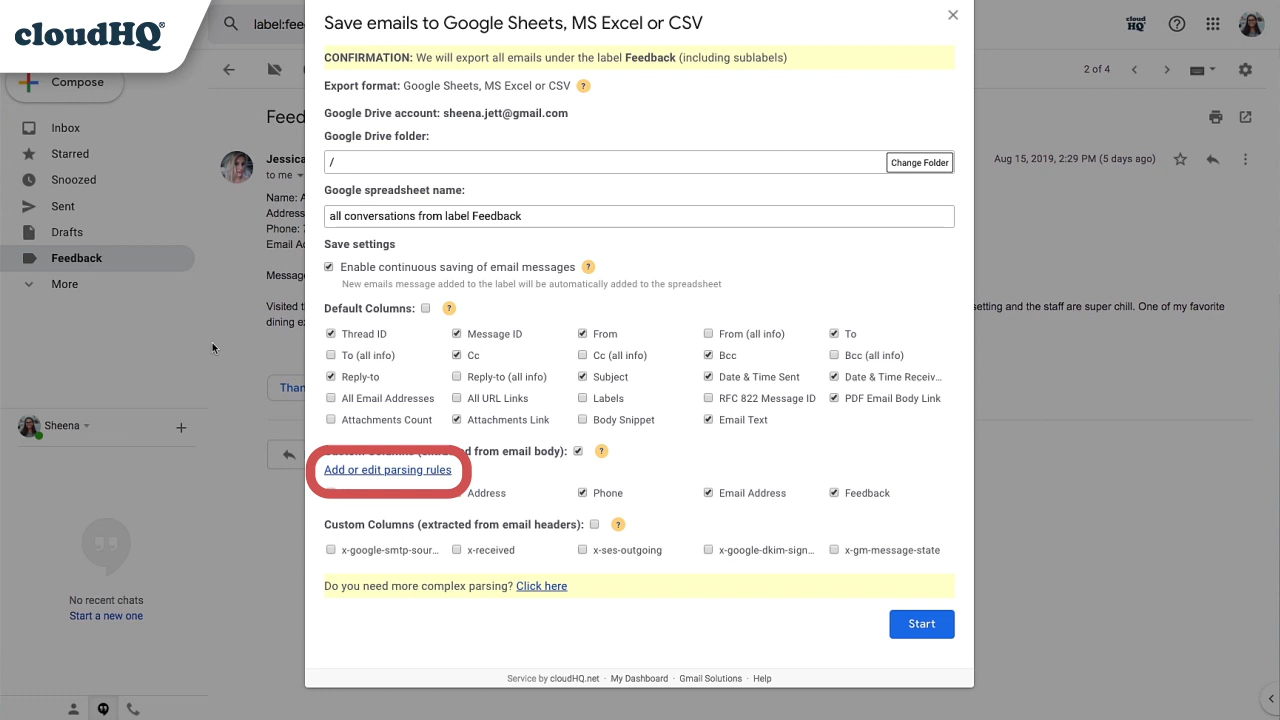 cloudHQ
label:fee
cloudHQ
Save emails to Google Sheets, MS Excel or CSV
CONFIRMATION: We will export all emails under the label Feedback (including sublabels)
Export format: Google Sheets, MS Excel or CSV ?
Google Drive account: sheena.jett@gmail.com
Google Drive folder:
/
Change Folder
Google spreadsheet name:
all conversations from label Feedback
Save settings
Enable continuous saving of email messages ?
New emails message added to the label will be automatically added to the spreadsheet
Default Columns: ?
Thread ID Message ID From From (all info) To
To (all info) Cc Cc (all info) Bcc Bcc (all info)
Reply-to Reply-to (all info) Subject Date & Time Sent Date & Time Receiv...
All Email Addresses All URL Links Labels RFC 822 Message ID PDF Email Body Link
Attachments Count Attachments Link Body Snippet Email Text
Custom Columns (extracted from email body): ?
Add or edit parsing rules
Address Phone Email Address Feedback
Custom Columns (extracted from email headers): ?
x-google-smtp-sour... x-received x-ses-outgoing x-google-dkim-sign... x-gm-message-state
Do you need more complex parsing? Click here
Start
Service by cloudHQ.net · My Dashboard · Gmail Solutions · Help
Compose
Inbox
Starred
Snoozed
Sent
Drafts
Feedback
More
Sheena
No recent chats
Start a new one
2 of 4
Feed
Jessica
to me
Aug 15, 2019, 2:29 PM (5 days ago)
Name: A
Address
Phone: 7
Email Ad
Message
Visited th
setting and the staff are super chill. One of my favorite
dining ex
Than